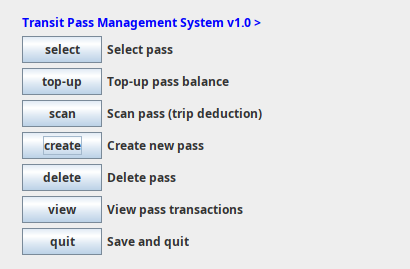 Transit Pass Management System v1.0 >
select Select pass
top-up Top-up pass balance
scan Scan pass (trip deduction)
create Create new pass
delete Delete pass
view View pass transactions
quit Save and quit